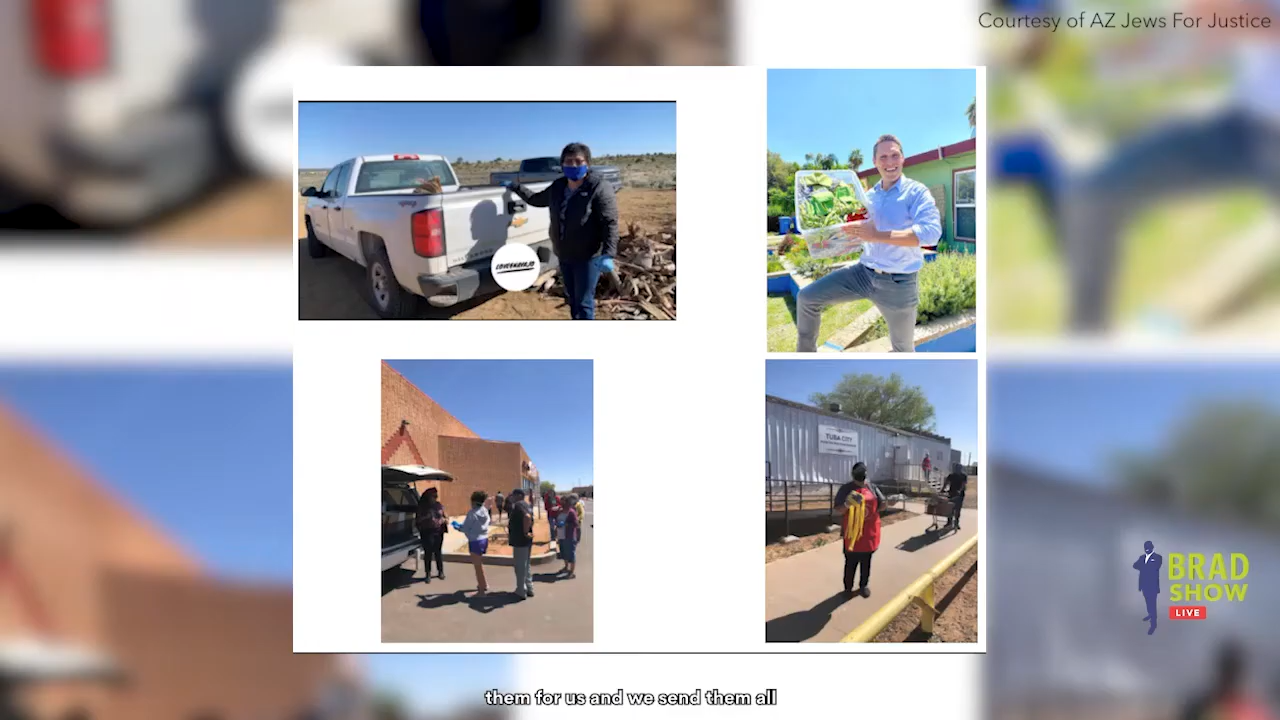 Courtesy of AZ Jews For Justice
LOVE4NAVAJO
TUBA CITY
BRAD
SHOW
LIVE
them for us and we send them all